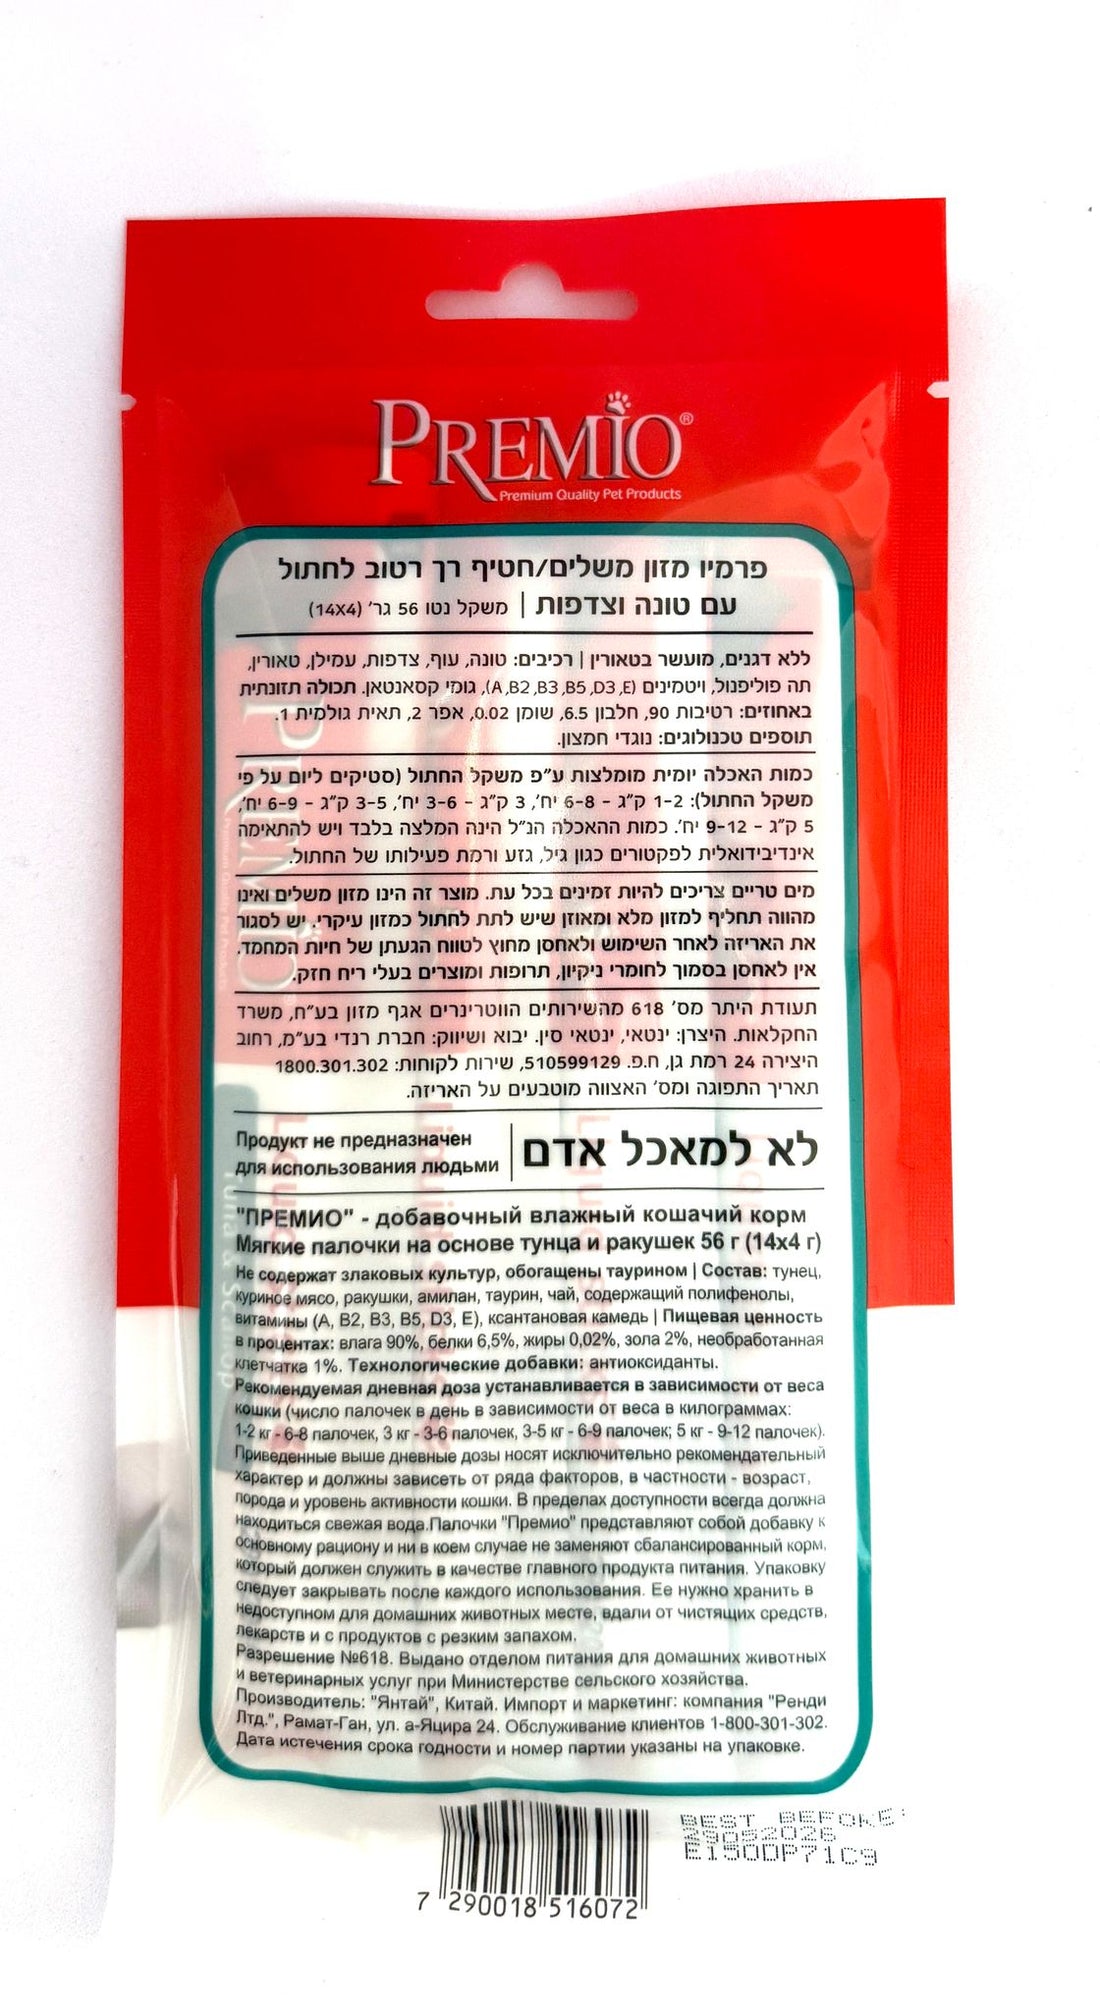 PREMIO®
Premium Quality Pet Products
פרמיו מזון משלים/חטיף רך רטוב לחתול
עם טונה וצדפות | משקל נטו 56 גר' (14X4)
ללא דגנים, מועשר בטאורין | רכיבים: טונה, עוף, צדפות, עמילן, טאורין,
תה פוליפנול, ויטמינים (A,B2,B3,B5,D3,E), גומי קסאנטאן. תכולה תזונתית
באחוזים: רטיבות 90, חלבון 6.5, שומן 0.02, אפר 2, תאית גולמית 1.
תוספים טכנולוגים: נוגדי חמצון.
כמות האכלה יומית מומלצות ע"פ משקל החתול (סטיקים ליום על פי
משקל החתול): 1-2 ק"ג - 6-8 יח', 3 ק"ג - 3-6 יח', 3-5 ק"ג - 6-9 יח',
5 ק"ג - 9-12 יח'. כמות ההאכלה הנ"ל הינה המלצה בלבד ויש להתאימה
אינדיבידואלית לפקטורים כגון גיל, גזע ורמת פעילותו של החתול.
מים טריים צריכים להיות זמינים בכל עת. מוצר זה הינו מזון משלים ואינו
מהווה תחליף למזון מלא ומאוזן שיש לתת לחתול כמזון עיקרי. יש לסגור
את האריזה לאחר השימוש ולאחסן מחוץ לטווח הגעתן של חיות המחמד.
אין לאחסן בסמוך לחומרי ניקיון, תרופות ומוצרים בעלי ריח חזק.
תעודת היתר מס' 618 מהשירותים הווטרינרים אגף מזון בע"ח, משרד
החקלאות. היצרן: ינטאי, ינטאי סין. יבוא ושיווק: חברת רנדי בע"מ, רחוב
היצירה 24 רמת גן, ח.פ. 510599129, שירות לקוחות: 1800.301.302
תאריך התפוגה ומס' האצווה מוטבעים על האריזה.
לא למאכל אדם
Продукт не предназначен
для использования людьми
"ПРЕМИО" - добавочный влажный кошачий корм
Мягкие палочки на основе тунца и ракушек 56 г (14x4 г)
Не содержат злаковых культур, обогащены таурином | Состав: тунец,
куриное мясо, ракушки, амилан, таурин, чай, содержащий полифенолы,
витамины (A, B2, B3, B5, D3, E), ксантановая камедь | Пищевая ценность
в процентах: влага 90%, белки 6,5%, жиры 0,02%, зола 2%, необработанная
клетчатка 1%. Технологические добавки: антиоксиданты.
Рекомендуемая дневная доза устанавливается в зависимости от веса
кошки (число палочек в день в зависимости от веса в килограммах:
1-2 кг - 6-8 палочек, 3 кг - 3-6 палочек, 3-5 кг - 6-9 палочек; 5 кг - 9-12 палочек).
Приведенные выше дневные дозы носят исключительно рекомендательный
характер и должны зависеть от ряда факторов, в частности - возраст,
порода и уровень активности кошки. В пределах доступности всегда должна
находиться свежая вода.Палочки "Премио" представляют собой добавку к
основному рациону и ни в коем случае не заменяют сбалансированный корм,
который должен служить в качестве главного продукта питания. Упаковку
следует закрывать после каждого использования. Ее нужно хранить в
недоступном для домашних животных месте, вдали от чистящих средств,
лекарств и с продуктов с резким запахом.
Разрешение №618. Выдано отделом питания для домашних животных
и ветеринарных услуг при Министерстве сельского хозяйства.
Производитель: "Янтай", Китай. Импорт и маркетинг: компания "Ренди
Лтд.", Рамат-Ган, ул. а-Яцира 24. Обслуживание клиентов 1-800-301-302.
Дата истечения срока годности и номер партии указаны на упаковке.
BEST BEFORE:
29052026
E150DP71C9
7 290018 516072